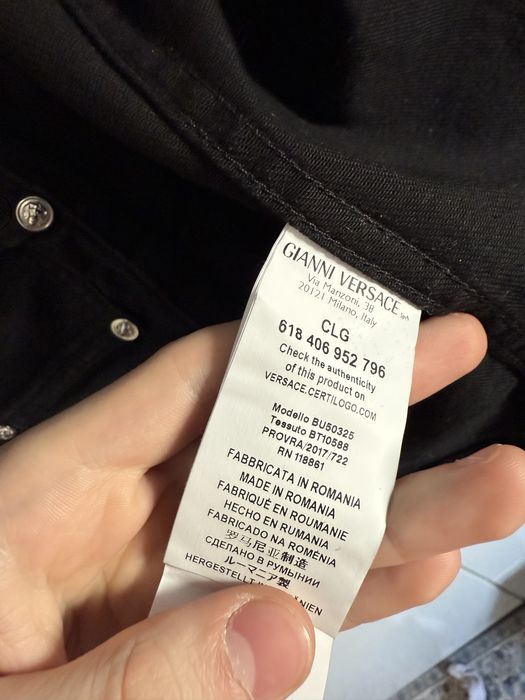 GIANNI VERSACE SpA
Via Manzoni, 38
20121 Milano, Italy
CLG
618 406 952 796
Check the authenticity
of this product on
VERSACE.CERTILOGO.COM
Modello BU50325
Tessuto BT10588
PROVRA/2017/722
RN 118861
FABBRICATA IN ROMANIA
MADE IN ROMANIA
FABRIQUÉ EN ROUMANIE
HECHO EN RUMANIA
FABRICADO NA ROMÉNIA
罗马尼亚制造
СДЕЛАНО В РУМЫНИИ
ルーマニア製
HERGESTELLT